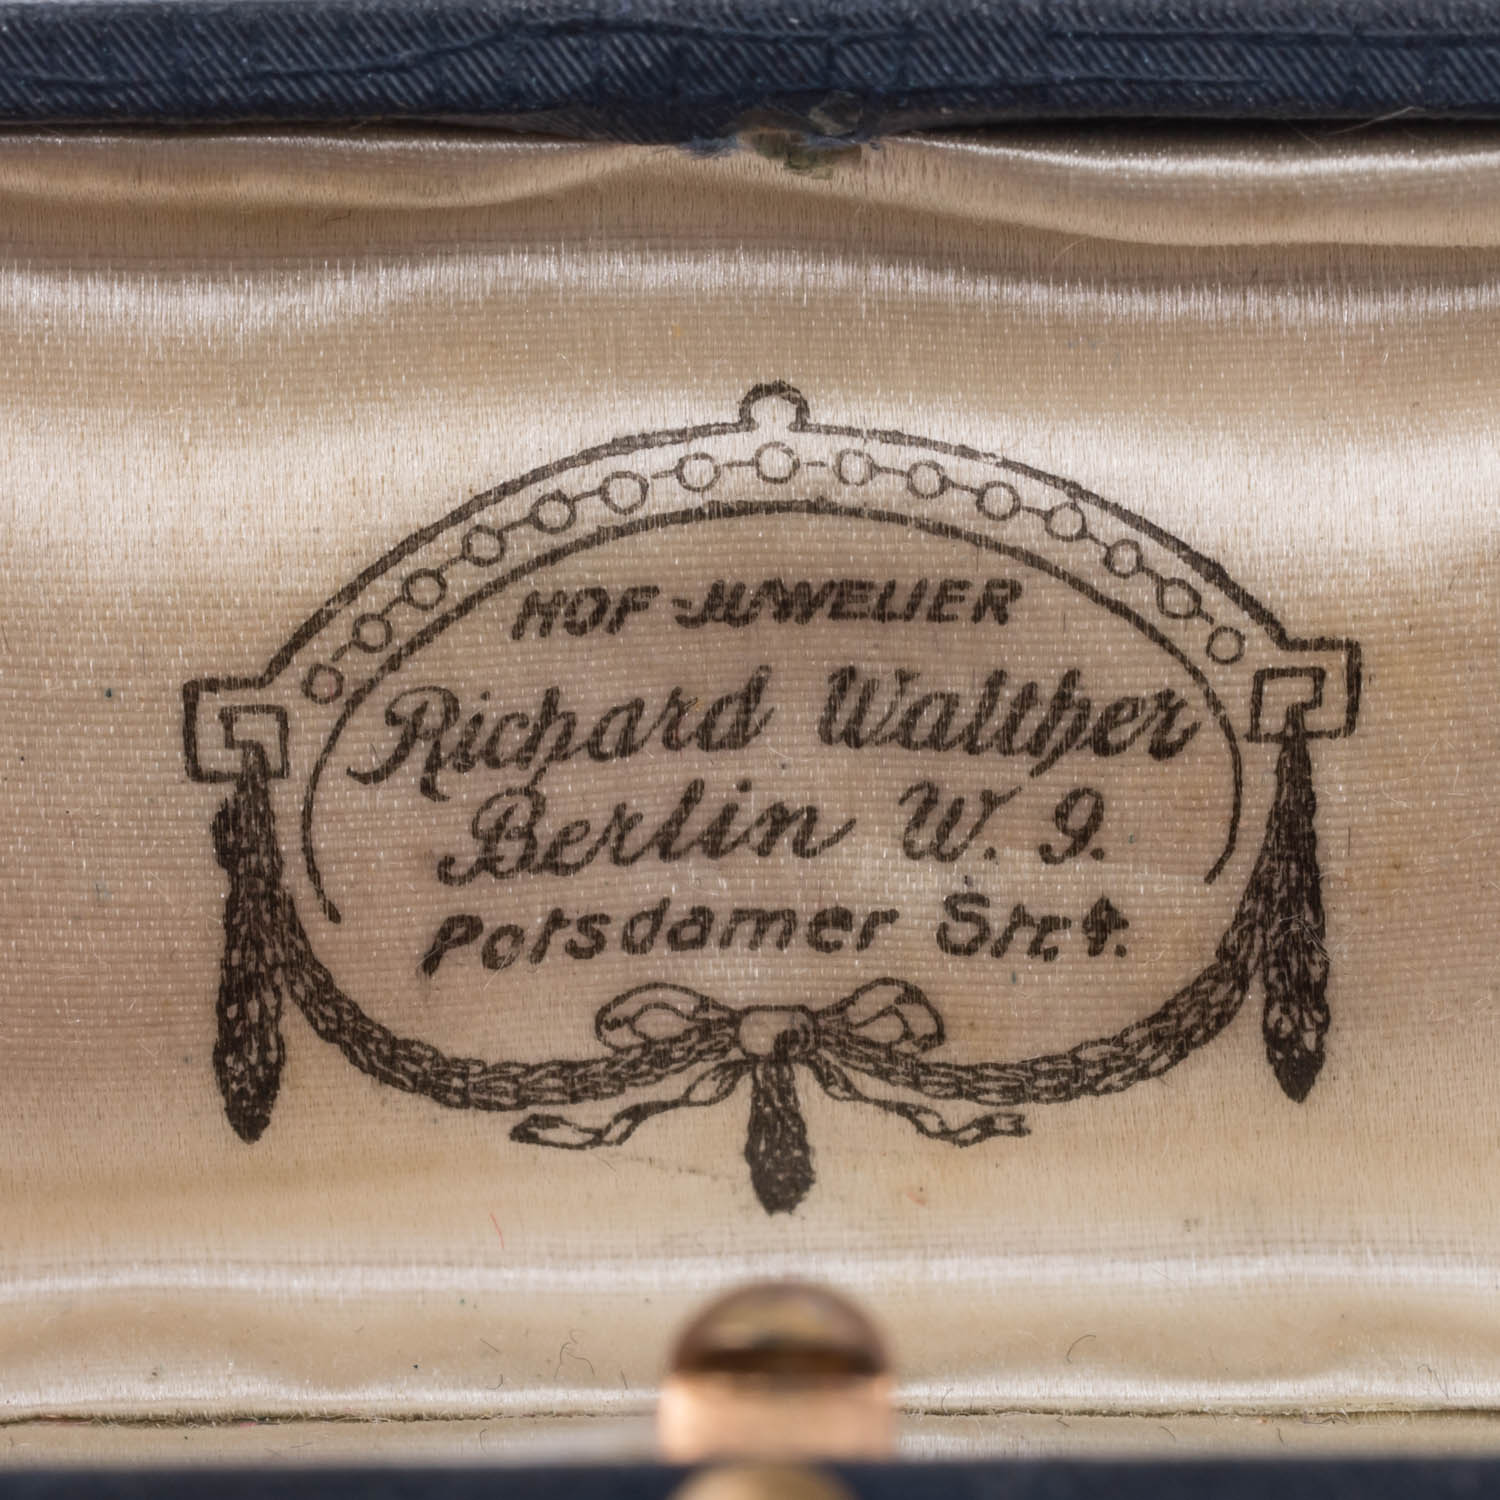 HOF-JUWELIER
Richard Walther
Berlin W. 9.
Potsdamer Str. 4.